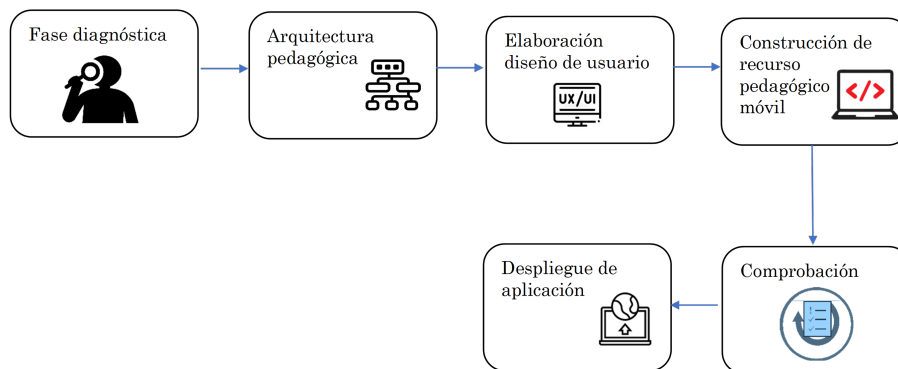 Fase diagnóstica
Arquitectura
pedagógica
Elaboración
diseño de usuario
UX/UI
Construcción de
recurso
pedagógico
móvil
</>
Comprobación
Despliegue de
aplicación